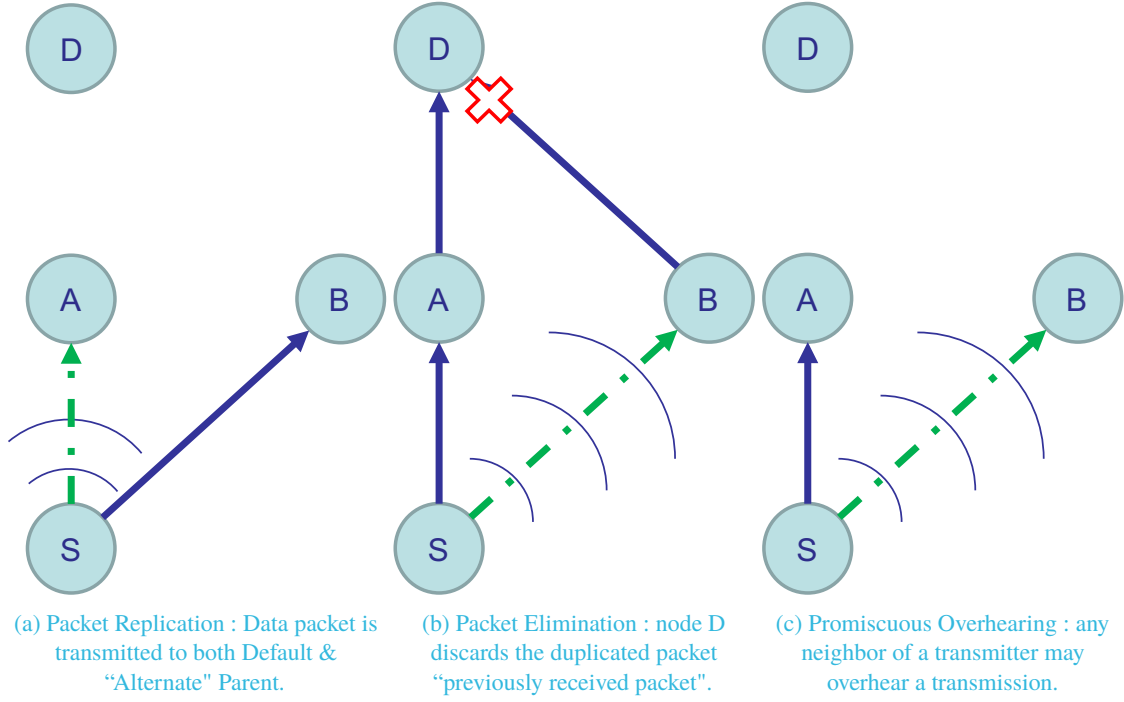 D
D
D
A
B
A
B
A
B
S
S
S
(a) Packet Replication : Data packet is
transmitted to both Default &
“Alternate" Parent.
(b) Packet Elimination : node D
discards the duplicated packet
“previously received packet".
(c) Promiscuous Overhearing : any
neighbor of a transmitter may
overhear a transmission.